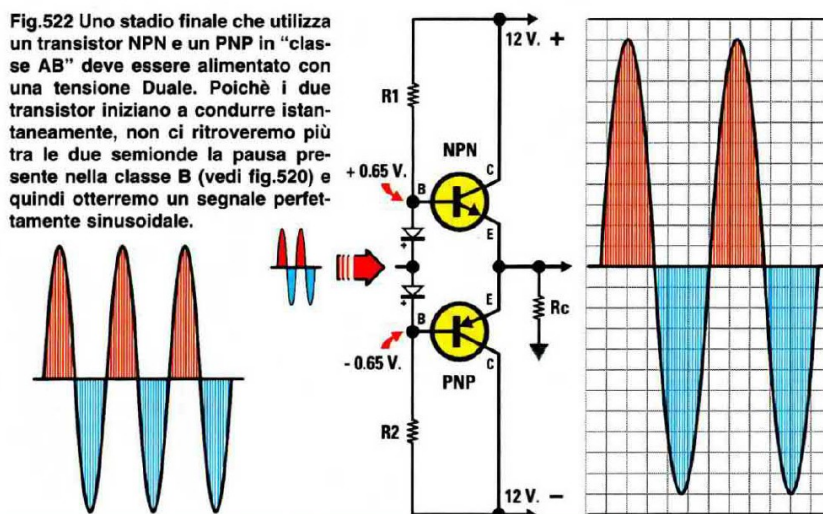 Fig.522 Uno stadio finale che utilizza
un transistor NPN e un PNP in “clas-
se AB” deve essere alimentato con
una tensione Duale. Poichè i due
transistor iniziano a condurre istan-
taneamente, non ci ritroveremo più
tra le due semionde la pausa pre-
sente nella classe B (vedi fig.520) e
quindi otterremo un segnale perfet-
tamente sinusoidale.
12 V. +
R1
NPN
C
+ 0.65 V.
B
E
+
+
E
Rc
B
- 0.65 V.
C
PNP
R2
12 V. -